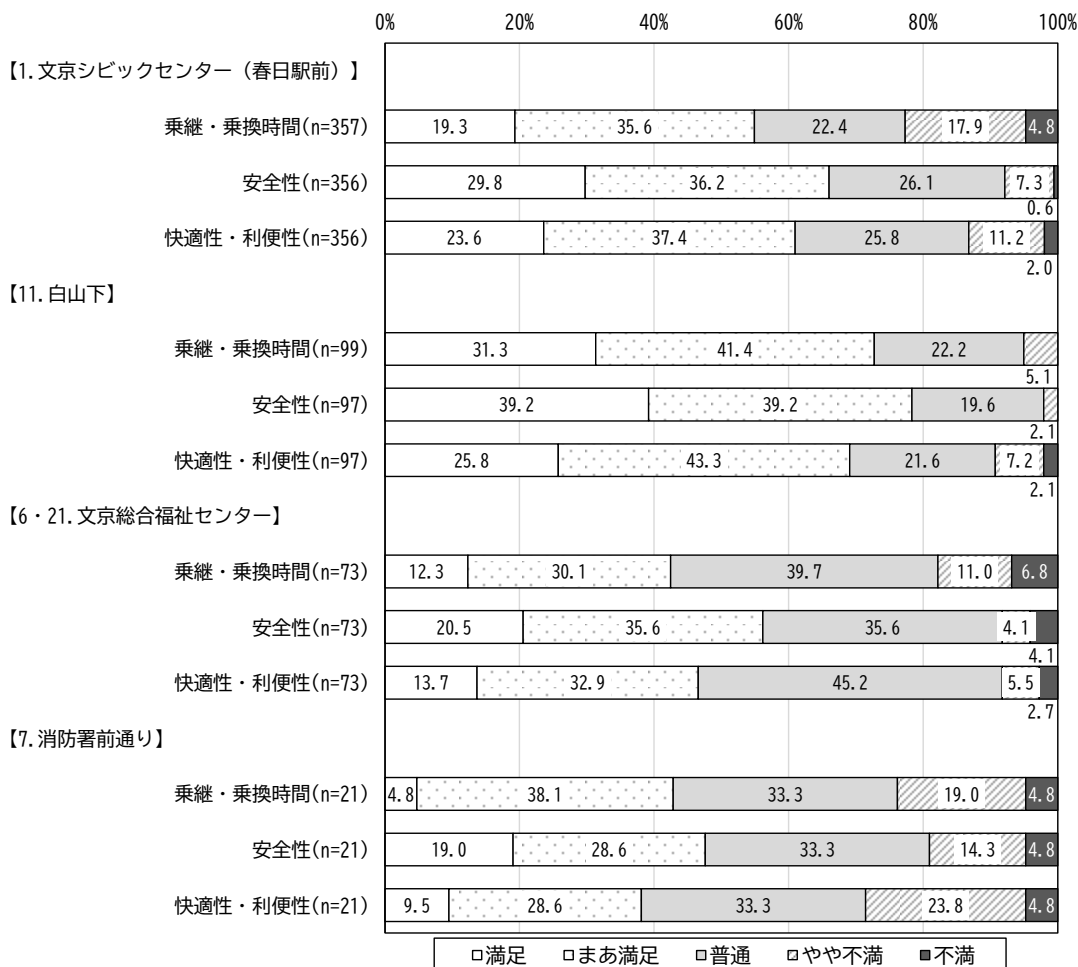 0% 20% 40% 60% 80% 100%
【1.文京シビックセンター（春日駅前）】
乗継・乗換時間(n=357) 19.3 35.6 22.4 17.9 4.8
安全性(n=356) 29.8 36.2 26.1 7.3
0.6
快適性・利便性(n=356) 23.6 37.4 25.8 11.2
2.0
【11.白山下】
乗継・乗換時間(n=99) 31.3 41.4 22.2
5.1
安全性(n=97) 39.2 39.2 19.6
2.1
快適性・利便性(n=97) 25.8 43.3 21.6 7.2
2.1
【6・21.文京総合福祉センター】
乗継・乗換時間(n=73) 12.3 30.1 39.7 11.0 6.8
安全性(n=73) 20.5 35.6 35.6 4.1
4.1
快適性・利便性(n=73) 13.7 32.9 45.2 5.5
2.7
【7.消防署前通り】
乗継・乗換時間(n=21) 4.8 38.1 33.3 19.0 4.8
安全性(n=21) 19.0 28.6 33.3 14.3 4.8
快適性・利便性(n=21) 9.5 28.6 33.3 23.8 4.8
満足 まあ満足 普通 やや不満 不満